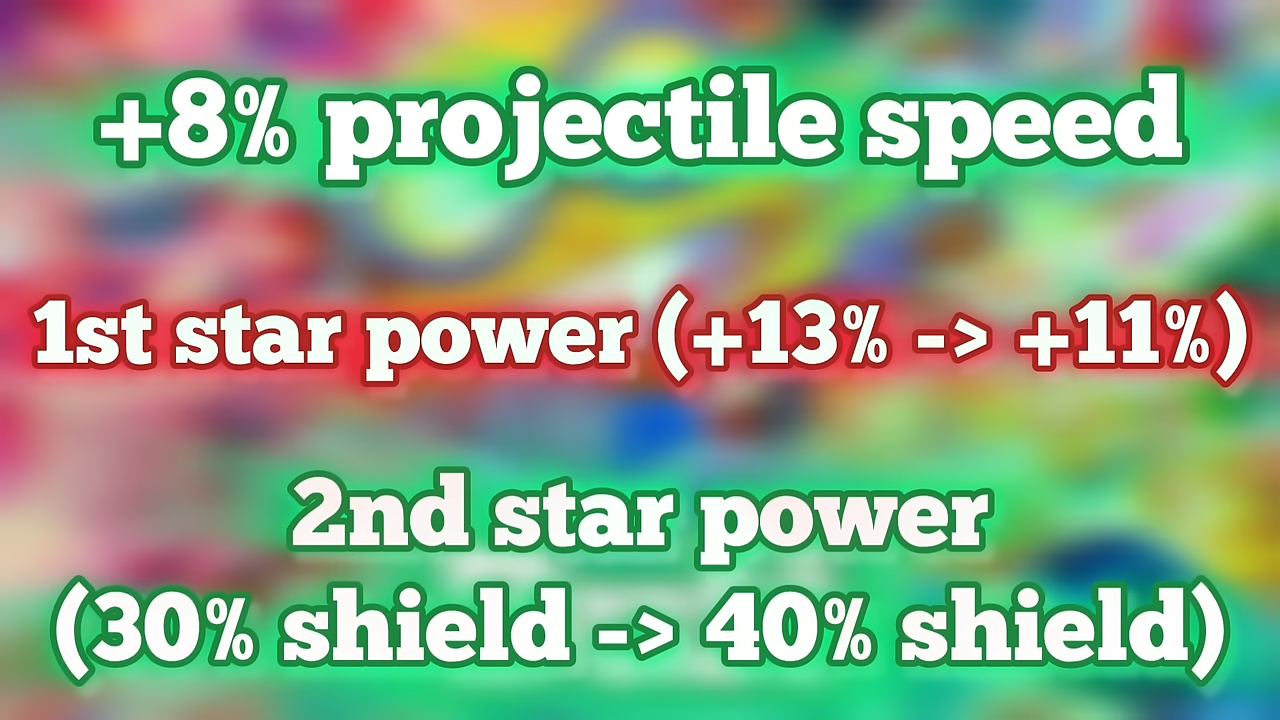 +8% projectile speed
1st star power (+13% -> +11%)
2nd star power
(30% shield -> 40% shield)